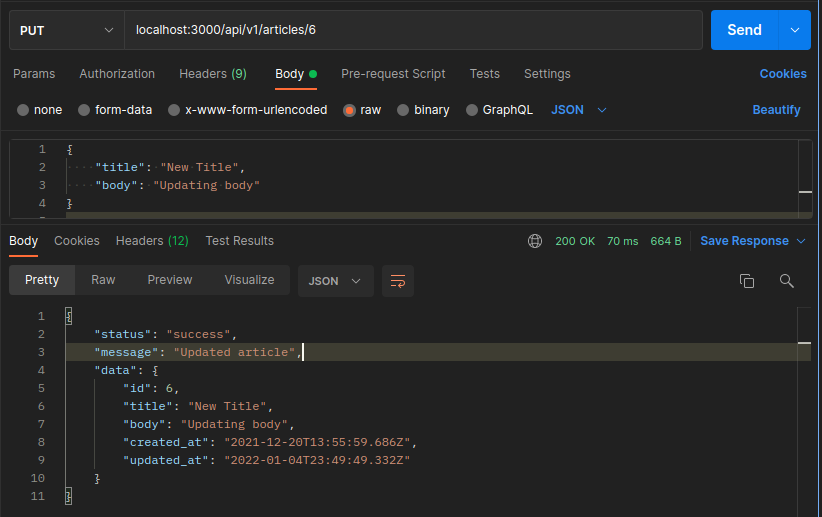 PUT localhost:3000/api/v1/articles/6 Send
Params Authorization Headers (9) Body Pre-request Script Tests Settings Cookies
none form-data x-www-form-urlencoded raw binary GraphQL JSON Beautify
1 {
2 "title": "New Title",
3 "body": "Updating body"
4 }
Body Cookies Headers (12) Test Results 200 OK 70 ms 664 B Save Response
Pretty Raw Preview Visualize JSON
1 {
2 "status": "success",
3 "message": "Updated article",
4 "data": {
5 "id": 6,
6 "title": "New Title",
7 "body": "Updating body",
8 "created_at": "2021-12-20T13:55:59.686Z",
9 "updated_at": "2022-01-04T23:49:49.332Z"
10 }
11 }